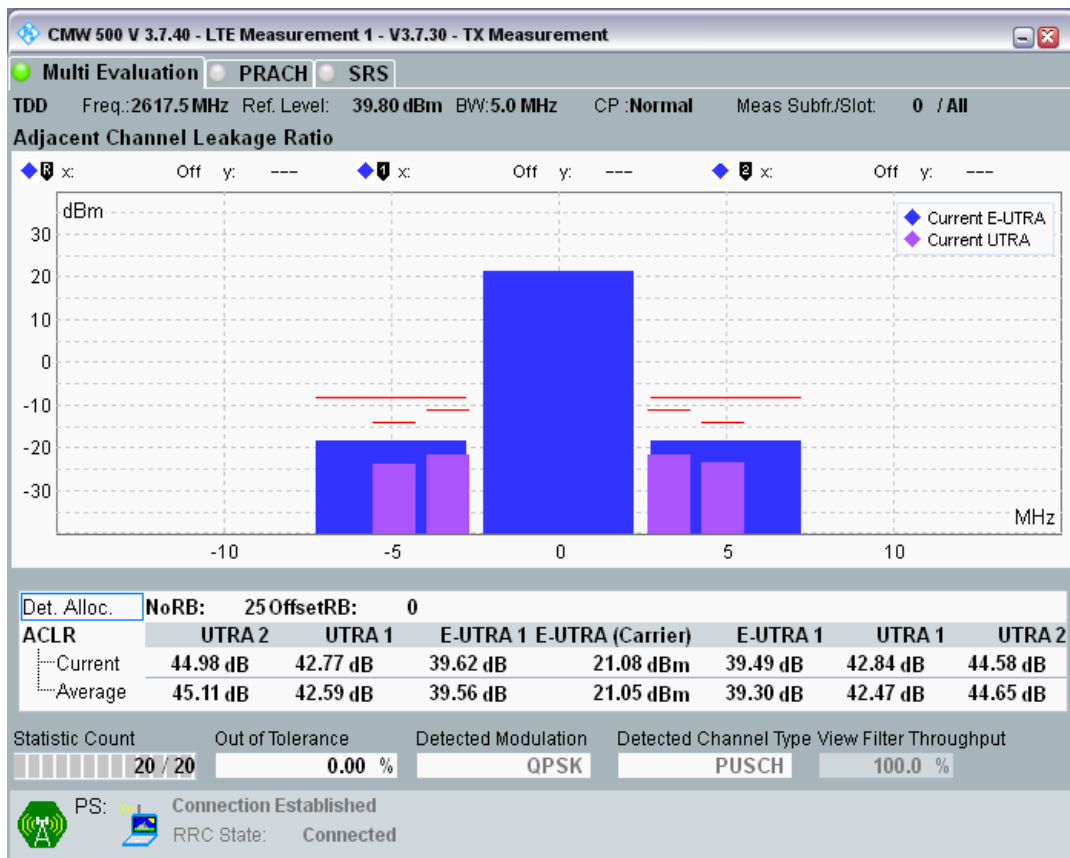 CMW 500 V 3.7.40 - LTE Measurement 1 - V3.7.30 - TX Measurement
Multi Evaluation PRACH SRS
TDD Freq.:2617.5 MHz Ref. Level: 39.80 dBm BW:5.0 MHz CP :Normal Meas Subfr./Slot: 0 / All
Adjacent Channel Leakage Ratio
R x: Off y: --- 1 x: Off y: --- 2 x: Off y: ---
dBm
Current E-UTRA
Current UTRA
30
20
10
0
-10
-20
-30
MHz
-10 -5 0 5 10
Det. Alloc. NoRB: 25 OffsetRB: 0
ACLR UTRA 2 UTRA 1 E-UTRA 1 E-UTRA (Carrier) E-UTRA 1 UTRA 1 UTRA 2
Current 44.98 dB 42.77 dB 39.62 dB 21.08 dBm 39.49 dB 42.84 dB 44.58 dB
Average 45.11 dB 42.59 dB 39.56 dB 21.05 dBm 39.30 dB 42.47 dB 44.65 dB
Statistic Count Out of Tolerance Detected Modulation Detected Channel Type View Filter Throughput
20 / 20 0.00 % QPSK PUSCH 100.0 %
PS: Connection Established
RRC State: Connected